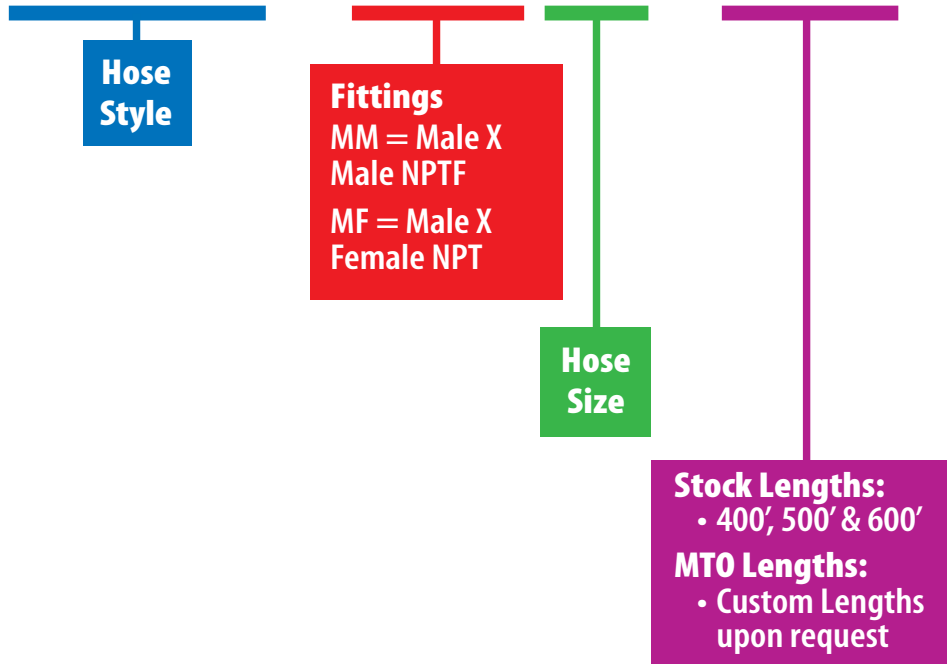 Hose
Style
Fittings
MM = Male X
Male NPTF
MF = Male X
Female NPT
Hose
Size
Stock Lengths:
• 400’, 500’ & 600’
MTO Lengths:
• Custom Lengths
upon request